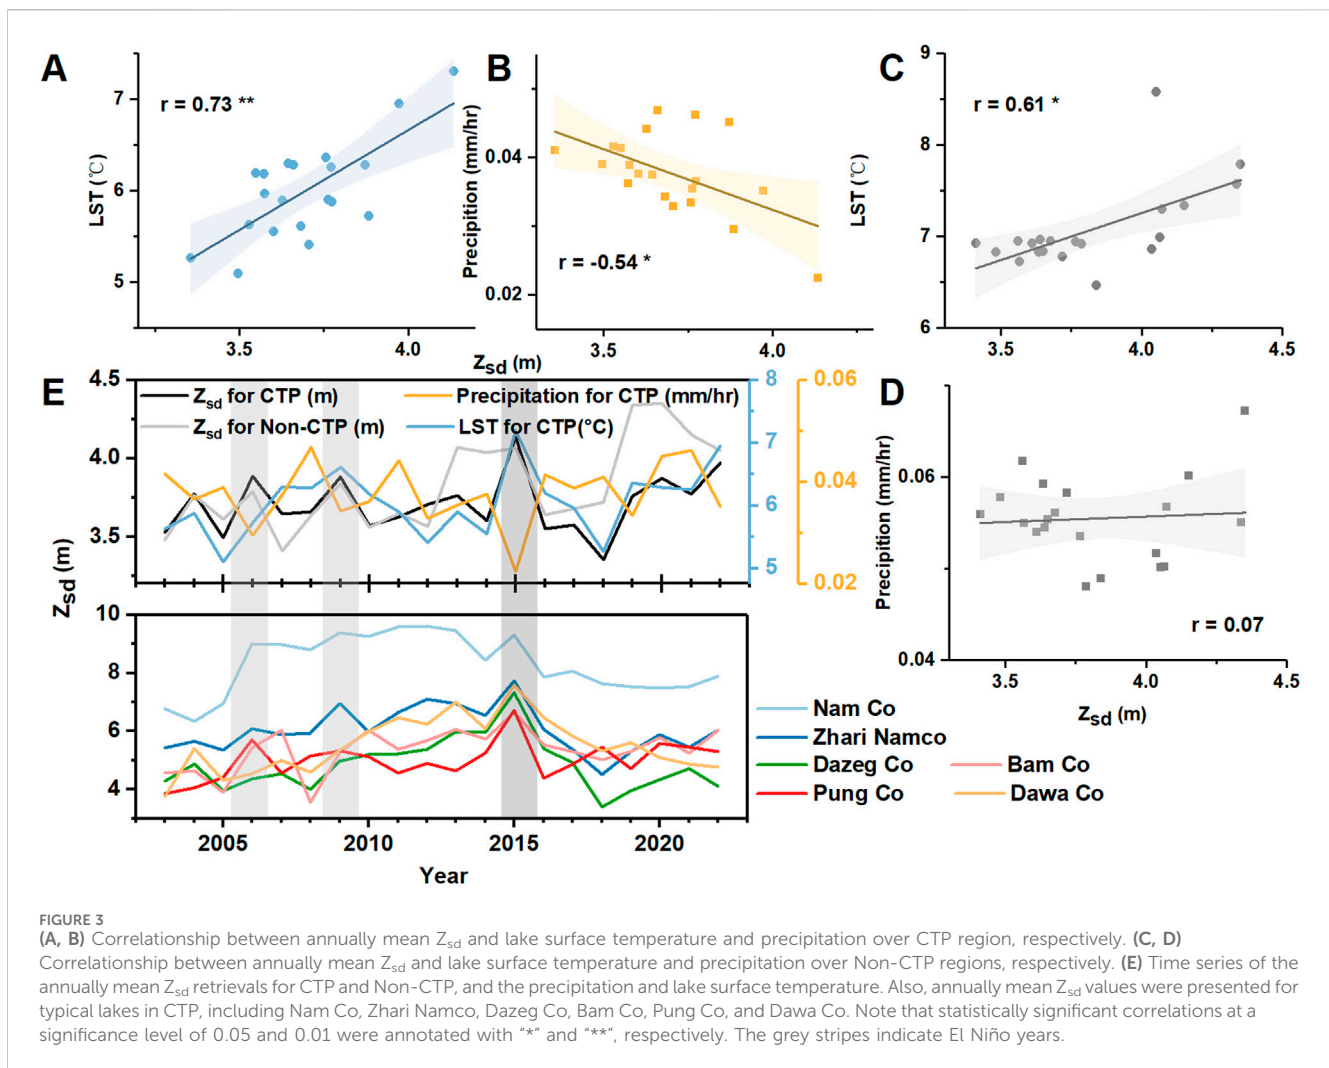 A
r = 0.73 **
LST (℃)
7
6
5
3.5
4.0
B
r = -0.54 *
Precipition (mm/hr)
0.04
0.02
3.5
4.0
Zsd (m)
C
r = 0.61 *
LST (℃)
9
8
7
6
3.5
4.0
4.5
E
Zsd for CTP (m)
Precipitation for CTP (mm/hr)
Zsd for Non-CTP (m)
LST for CTP(°C)
4.5
4.0
3.5
8
7
6
5
0.06
0.04
0.02
Zsd (m)
10
8
6
4
2005
2010
2015
2020
Year
D
r = 0.07
Precipition (mm/hr)
0.06
0.04
3.5
4.0
4.5
Zsd (m)
Nam Co
Zhari Namco
Dazeg Co
Bam Co
Pung Co
Dawa Co
FIGURE 3
(A, B) Correlationship between annually mean Zsd and lake surface temperature and precipitation over CTP region, respectively. (C, D)
Correlationship between annually mean Zsd and lake surface temperature and precipitation over Non-CTP regions, respectively. (E) Time series of the
annually mean Zsd retrievals for CTP and Non-CTP, and the precipitation and lake surface temperature. Also, annually mean Zsd values were presented for
typical lakes in CTP, including Nam Co, Zhari Namco, Dazeg Co, Bam Co, Pung Co, and Dawa Co. Note that statistically significant correlations at a
significance level of 0.05 and 0.01 were annotated with “*” and “**”, respectively. The grey stripes indicate El Niño years.